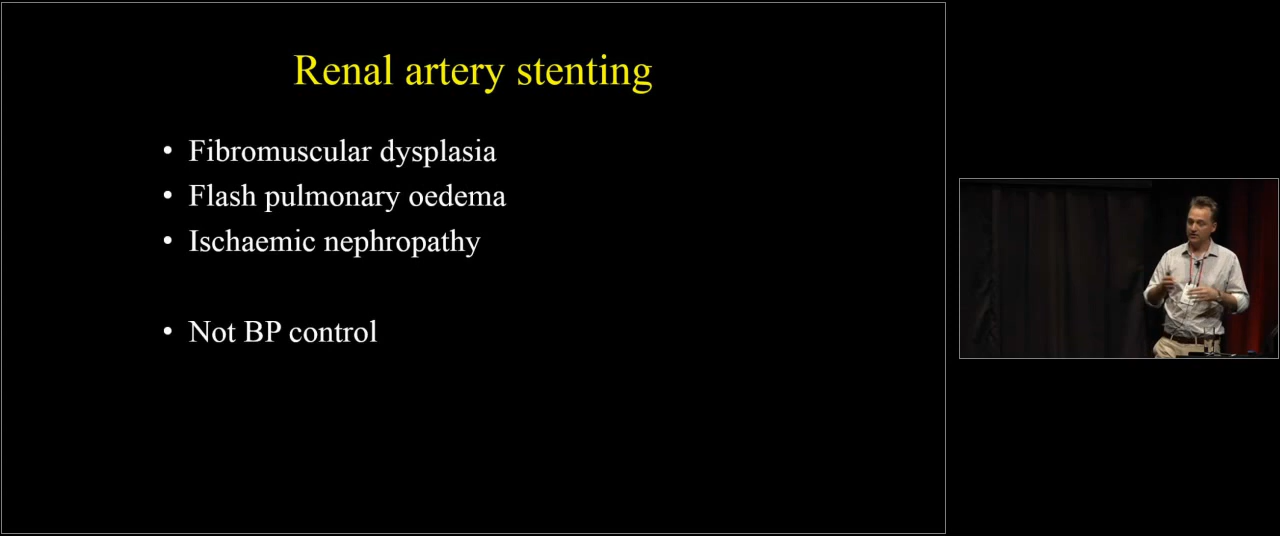 Renal artery stenting
• Fibromuscular dysplasia
• Flash pulmonary oedema
• Ischaemic nephropathy
• Not BP control